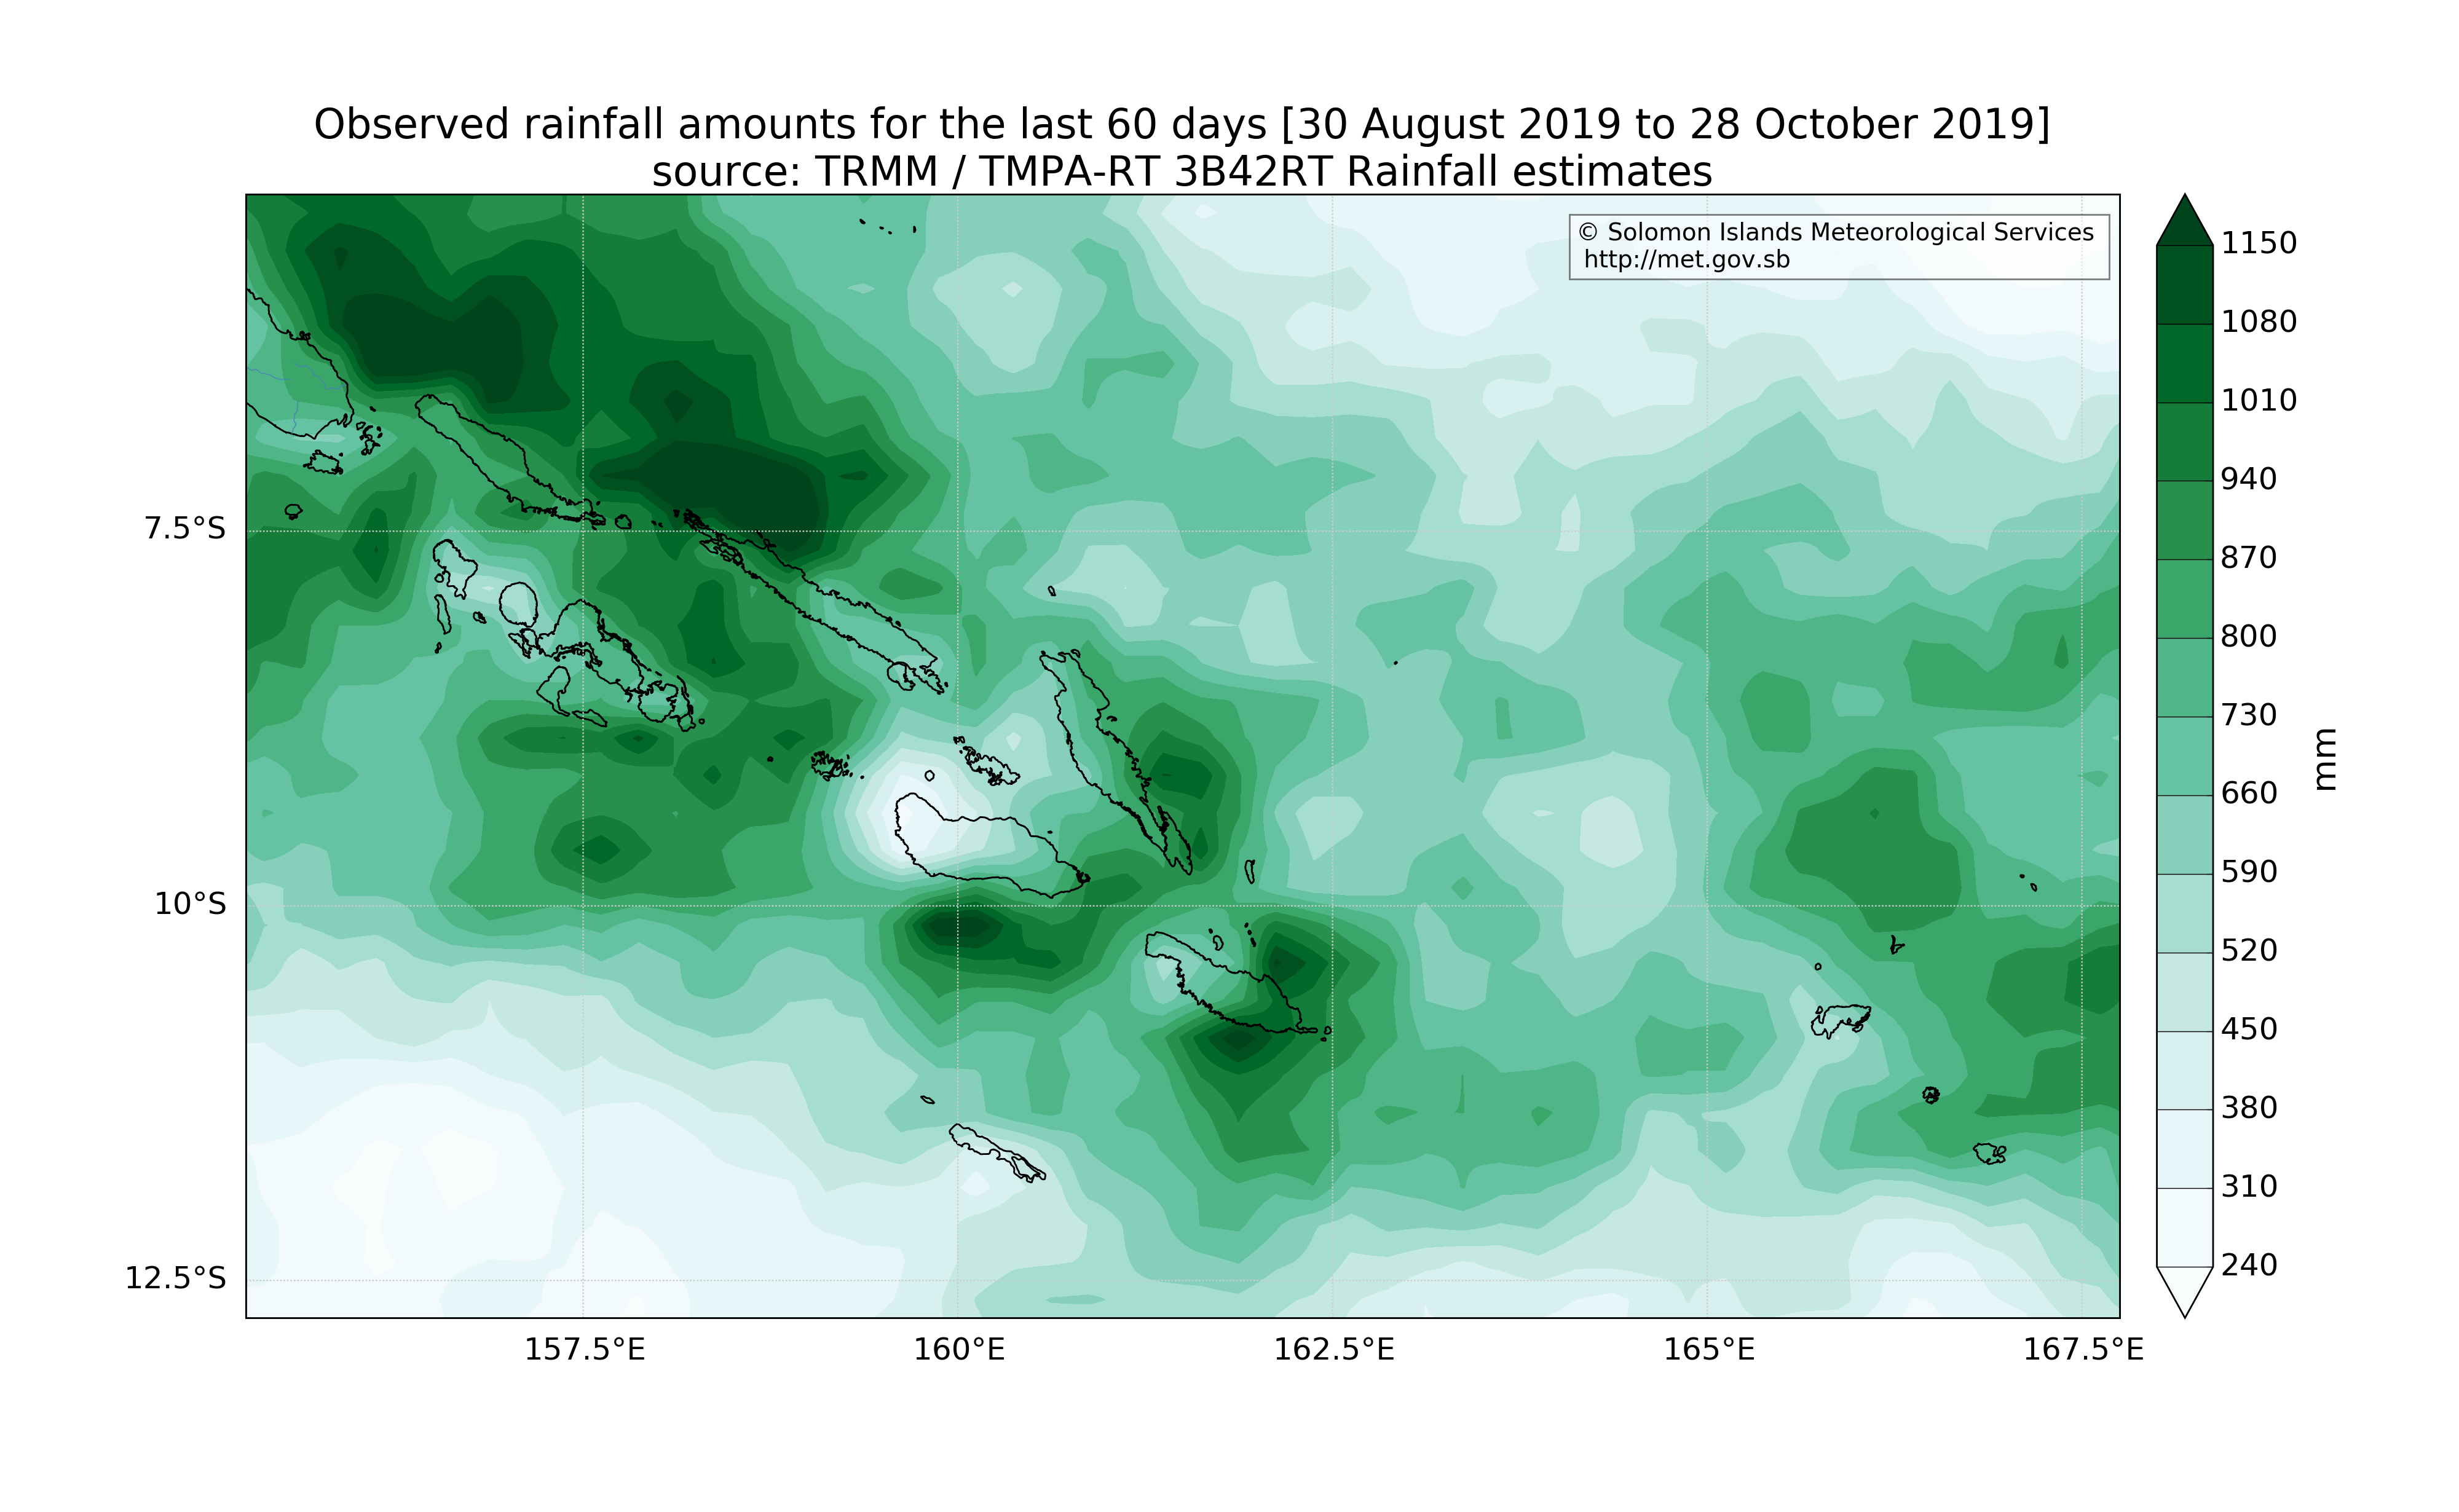 Observed rainfall amounts for the last 60 days [30 August 2019 to 28 October 2019]
source: TRMM / TMPA-RT 3B42RT Rainfall estimates
© Solomon Islands Meteorological Services
http://met.gov.sb
7.5°S
10°S
12.5°S
157.5°E
160°E
162.5°E
165°E
167.5°E
1150
1080
1010
940
870
800
730
660
590
520
450
380
310
240
mm